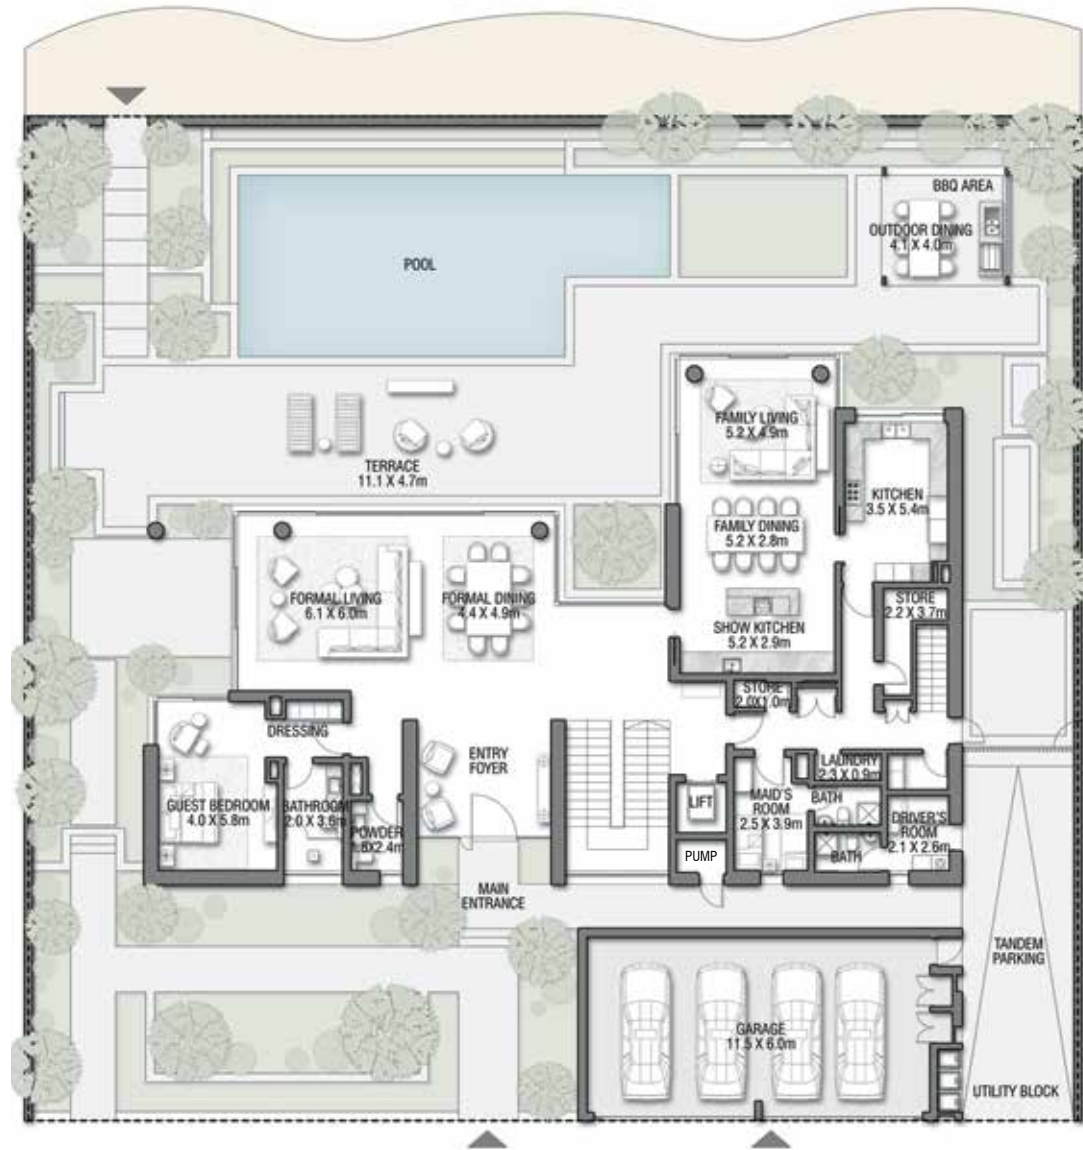 BBQ AREA
OUTDOOR DINING
4.1 X 4.0m
POOL
FAMILY LIVING
5.2 X 4.9m
TERRACE
11.1 X 4.7m
KITCHEN
3.5 X 5.4m
FAMILY DINING
5.2 X 2.8m
FORMAL LIVING
6.1 X 6.0m
FORMAL DINING
4.4 X 4.9m
STORE
2.2 X 3.7m
SHOW KITCHEN
5.2 X 2.9m
STORE
2.0X1.0m
DRESSING
ENTRY
FOYER
LAUNDRY
2.3 X 0.9m
GUEST BEDROOM
4.0 X 5.8m
BATHROOM
2.0 X 3.6m
POWDER
1.8X2.4m
LIFT
MAID'S
ROOM
2.5 X 3.9m
BATH
DRIVER'S
ROOM
2.1 X 2.6m
BATH
PUMP
MAIN
ENTRANCE
TANDEM
PARKING
GARAGE
11.5 X 6.0m
UTILITY BLOCK